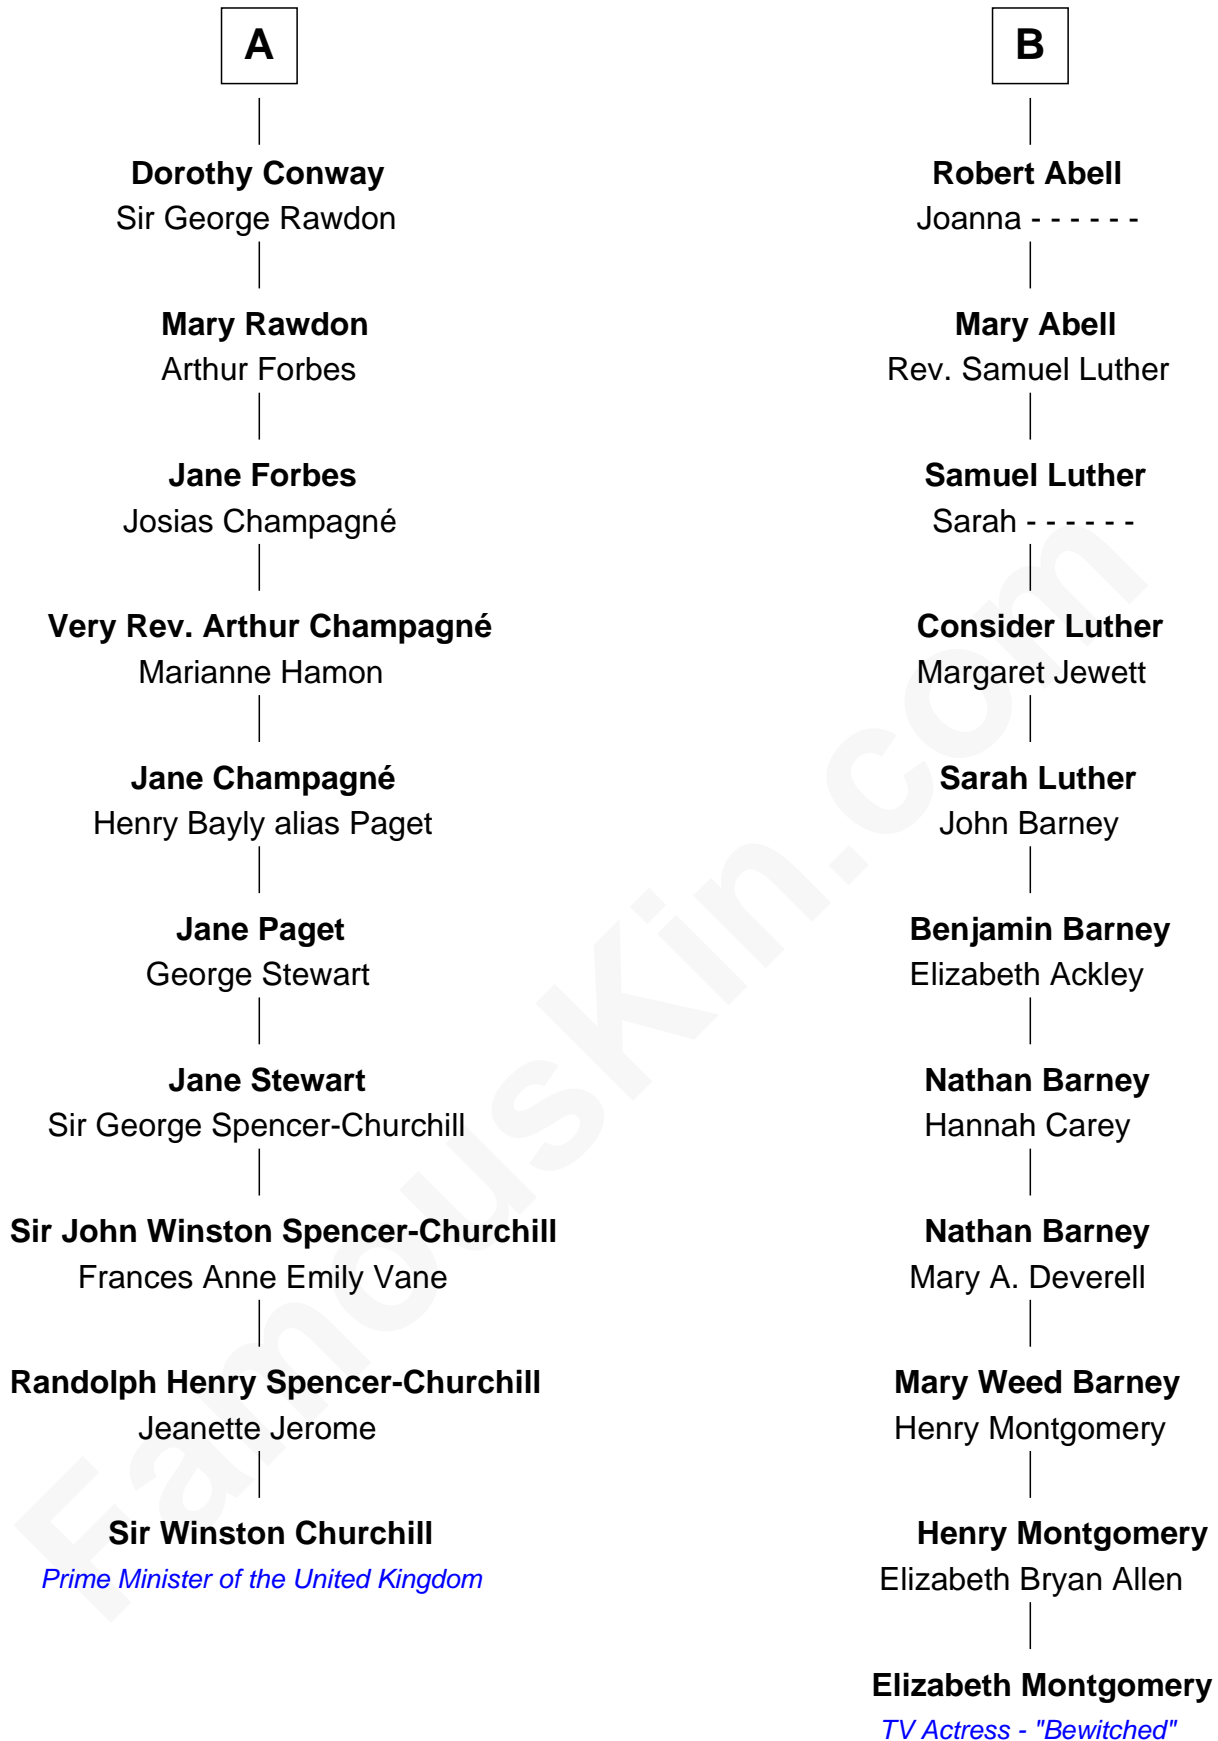 A
Dorothy Conway
Sir George Rawdon
Mary Rawdon
Arthur Forbes
Jane Forbes
Josias Champagné
Very Rev. Arthur Champagné
Marianne Hamon
Jane Champagné
Henry Bayly alias Paget
Jane Paget
George Stewart
Jane Stewart
Sir George Spencer-Churchill
Sir John Winston Spencer-Churchill
Frances Anne Emily Vane
Randolph Henry Spencer-Churchill
Jeanette Jerome
Sir Winston Churchill
Prime Minister of the United Kingdom
B
Robert Abell
Joanna - - - - - -
Mary Abell
Rev. Samuel Luther
Samuel Luther
Sarah - - - - - -
Consider Luther
Margaret Jewett
Sarah Luther
John Barney
Benjamin Barney
Elizabeth Ackley
Nathan Barney
Hannah Carey
Nathan Barney
Mary A. Deverell
Mary Weed Barney
Henry Montgomery
Henry Montgomery
Elizabeth Bryan Allen
Elizabeth Montgomery
TV Actress - "Bewitched"
FamousKin.com